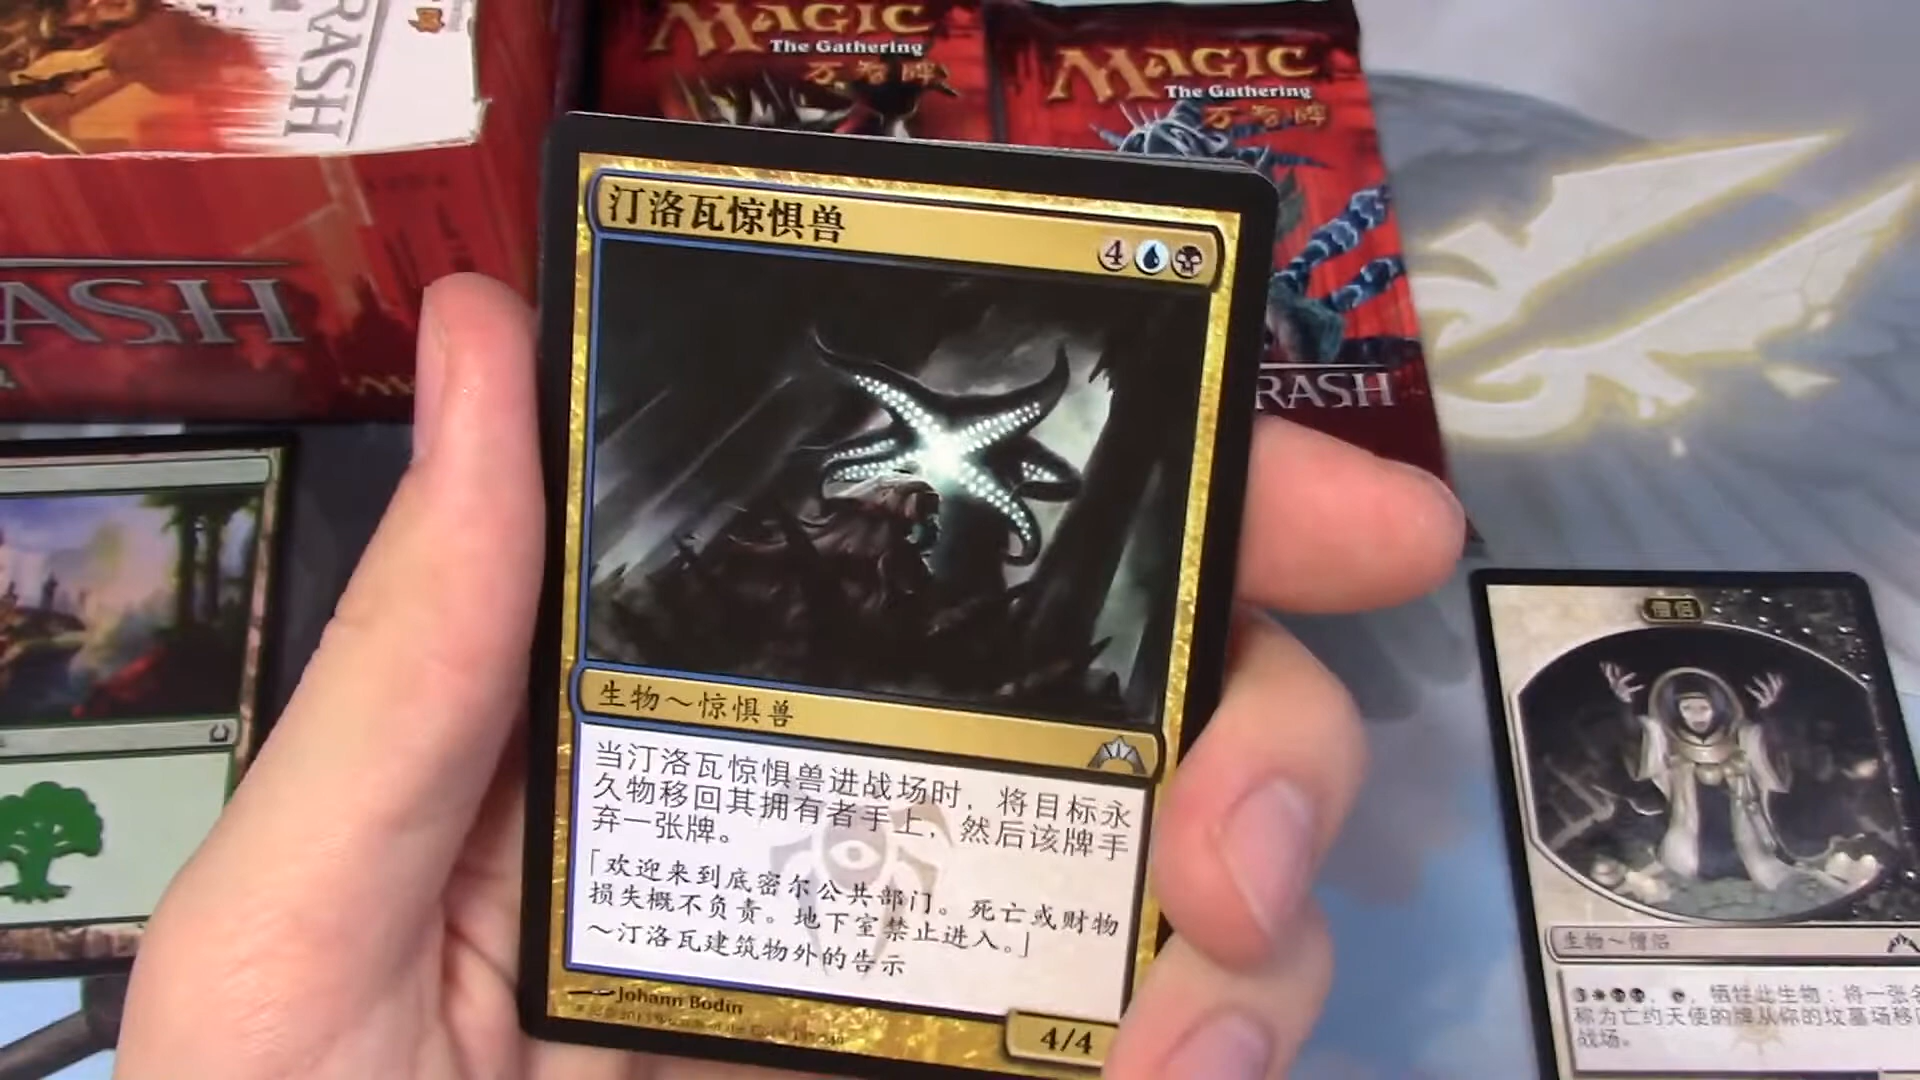 MAGIC
The Gathering
万智牌
MAGIC
The Gathering
万智牌
RASH
ASH
RASH
汀洛瓦惊惧兽
4
生物～惊惧兽
当汀洛瓦惊惧兽进战场时，将目标永
久物移回其拥有者手上，然后该牌手
弃一张牌。
「欢迎来到底密尔公共部门。死亡或财物
损失概不负责。地下室禁止进入。」
～汀洛瓦建筑物外的告示
Johann Bodin
4/4
僧侣
生物～僧侣
牺牲此生物：将一张名
称为亡约天使的牌从你的坟墓场移回
战场。